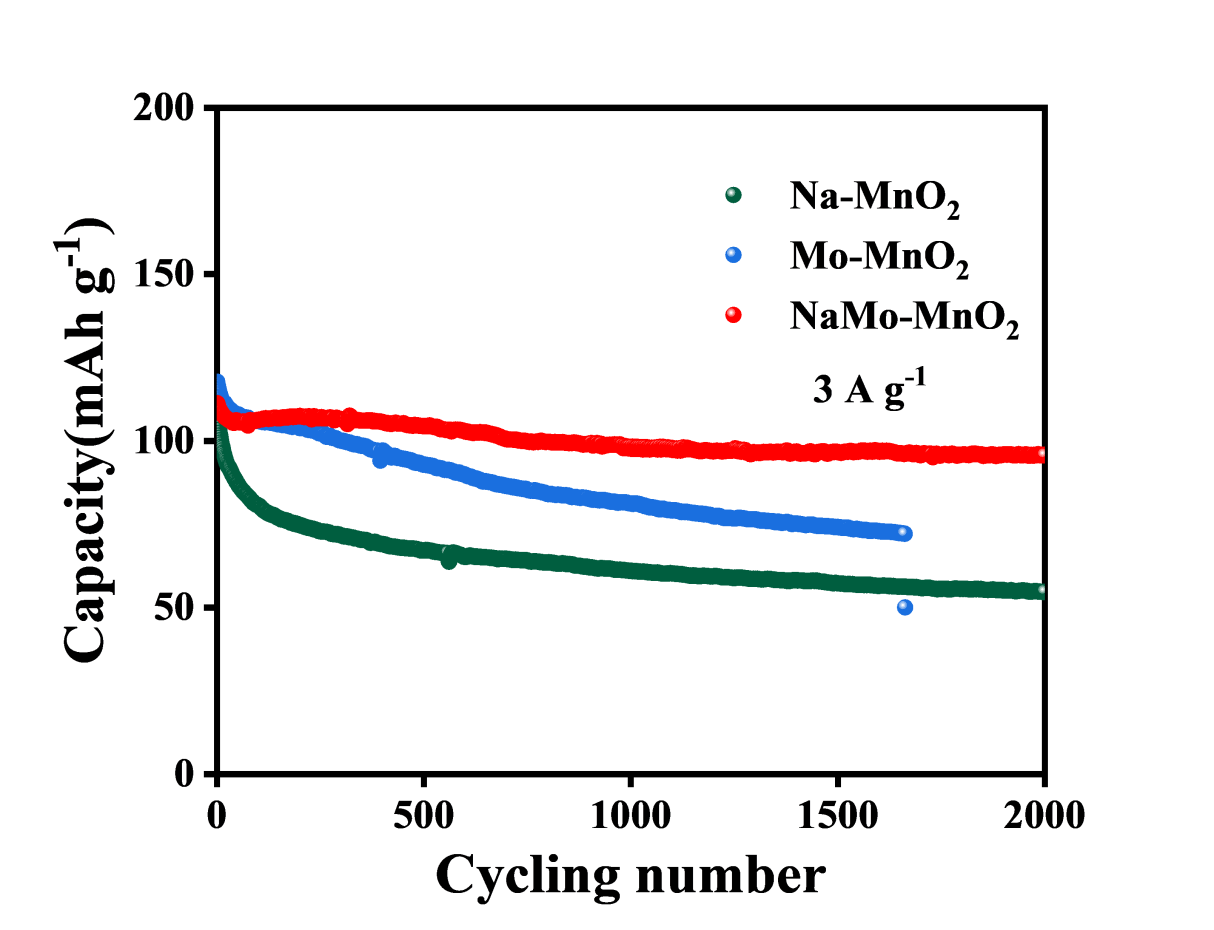 200
150
100
50
0
0 500 1000 1500 2000
Capacity(mAh g⁻¹)
Cycling number
Na-MnO₂
Mo-MnO₂
NaMo-MnO₂
3 A g⁻¹